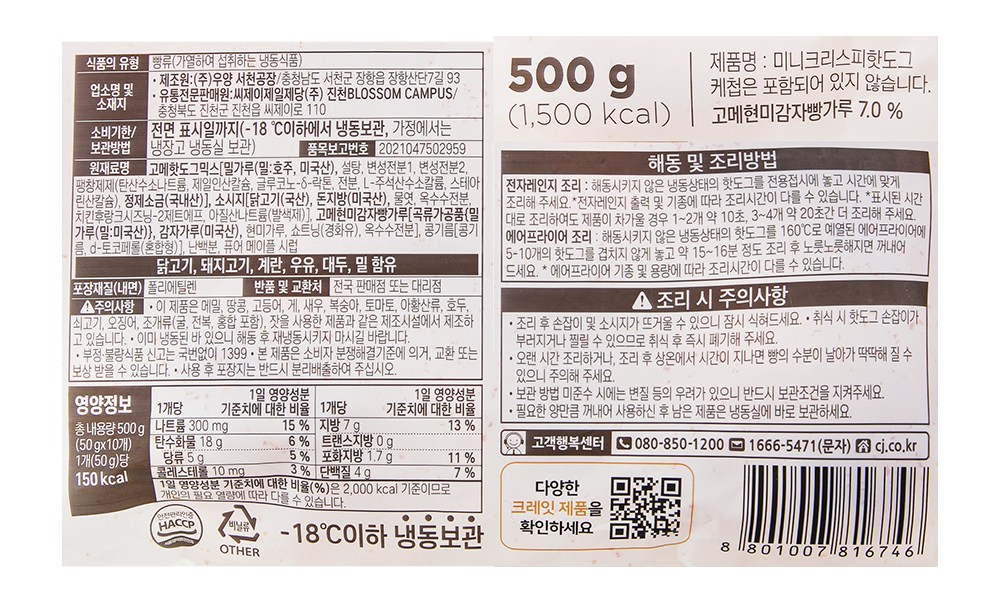 식품의 유형 빵류(가열하여 섭취하는 냉동식품)
업소명 및 소재지
• 제조원:(주)우양 서천공장/충청남도 서천군 장항읍 장항산단7길 93
• 유통전문판매원:씨제이제일제당(주) 진천BLOSSOM CAMPUS/
충청북도 진천군 진천읍 씨제이로 110
소비기한/보관방법
전면 표시일까지(-18 ℃이하에서 냉동보관, 가정에서는
냉장고 냉동실 보관) 품목보고번호 2021047502959
원재료명 고메핫도그믹스[밀가루(밀:호주, 미국산), 설탕, 변성전분1, 변성전분2,
팽창제제(탄산수소나트륨, 제일인산칼슘, 글루코노-δ-락톤, 전분, L-주석산수소칼륨, 스테아
린산칼슘), 정제소금(국내산)], 소시지[닭고기(국산), 돈지방(미국산), 물엿, 옥수수전분,
치킨후랑크시즈닝-2제트에프, 아질산나트륨(발색제)], 고메현미감자빵가루[곡류가공품{밀
가루(밀:미국산)}, 감자가루(미국산), 현미가루, 쇼트닝(경화유), 옥수수전분], 콩기름[콩기
름, d-토코페롤(혼합형)], 난백분, 퓨어 메이플 시럽
닭고기, 돼지고기, 계란, 우유, 대두, 밀 함유
포장재질(내면) 폴리에틸렌 반품 및 교환처 전국 판매점 또는 대리점
⚠주의사항 • 이 제품은 메밀, 땅콩, 고등어, 게, 새우, 복숭아, 토마토, 아황산류, 호두,
쇠고기, 오징어, 조개류(굴, 전복, 홍합 포함), 잣을 사용한 제품과 같은 제조시설에서 제조하
고 있습니다. • 이미 냉동된 바 있으니 해동 후 재냉동시키지 마시길 바랍니다.
• 부정·불량식품 신고는 국번없이 1399 • 본 제품은 소비자 분쟁해결기준에 의거, 교환 또는
보상 받을 수 있습니다. • 사용 후 포장지는 반드시 분리배출하여 주십시오.
영양정보
총 내용량 500 g
(50 gx10개)
1개(50 g)당
150 kcal
1개당 1일 영양성분 기준치에 대한 비율 1개당 1일 영양성분 기준치에 대한 비율
나트륨 300 mg 15 % 지방 7 g 13 %
탄수화물 18 g 6 % 트랜스지방 0 g
당류 5 g 5 % 포화지방 1.7 g 11 %
콜레스테롤 10 mg 3 % 단백질 4 g 7 %
1일 영양성분 기준치에 대한 비율(%)은 2,000 kcal 기준이므로
개인의 필요 열량에 따라 다를 수 있습니다.
안전관리인증
HACCP
비닐류
OTHER
-18℃이하 냉동보관
500 g
(1,500 kcal)
제품명 : 미니크리스피핫도그
케첩은 포함되어 있지 않습니다.
고메현미감자빵가루 7.0 %
해동 및 조리방법
전자레인지 조리 : 해동시키지 않은 냉동상태의 핫도그를 전용접시에 놓고 시간에 맞게
조리해 주세요. *전자레인지 출력 및 기종에 따라 조리시간이 다를 수 있습니다. *표시된 시간
대로 조리하여도 제품이 차가울 경우 1~2개 약 10초, 3~4개 약 20초간 더 조리해 주세요.
에어프라이어 조리 : 해동시키지 않은 냉동상태의 핫도그를 160℃로 예열된 에어프라이어에
5-10개의 핫도그를 겹치지 않게 놓고 약 15~16분 정도 조리 후 노릇노릇해지면 꺼내어
드세요. * 에어프라이어 기종 및 용량에 따라 조리시간이 다를 수 있습니다.
⚠ 조리 시 주의사항
• 조리 후 손잡이 및 소시지가 뜨거울 수 있으니 잠시 식혀드세요. • 취식 시 핫도그 손잡이가
부러지거나 찔릴 수 있으므로 취식 후 즉시 폐기해 주세요.
• 오랜 시간 조리하거나, 조리 후 상온에서 시간이 지나면 빵의 수분이 날아가 딱딱해 질 수
있으니 주의해 주세요.
• 보관 방법 미준수 시에는 변질 등의 우려가 있으니 반드시 보관조건을 지켜주세요.
• 필요한 양만큼 꺼내어 사용하신 후 남은 제품은 냉동실에 바로 보관하세요.
고객행복센터 080-850-1200 1666-5471(문자) cj.co.kr
다양한
크레잇 제품을
확인하세요
8 801007 816746